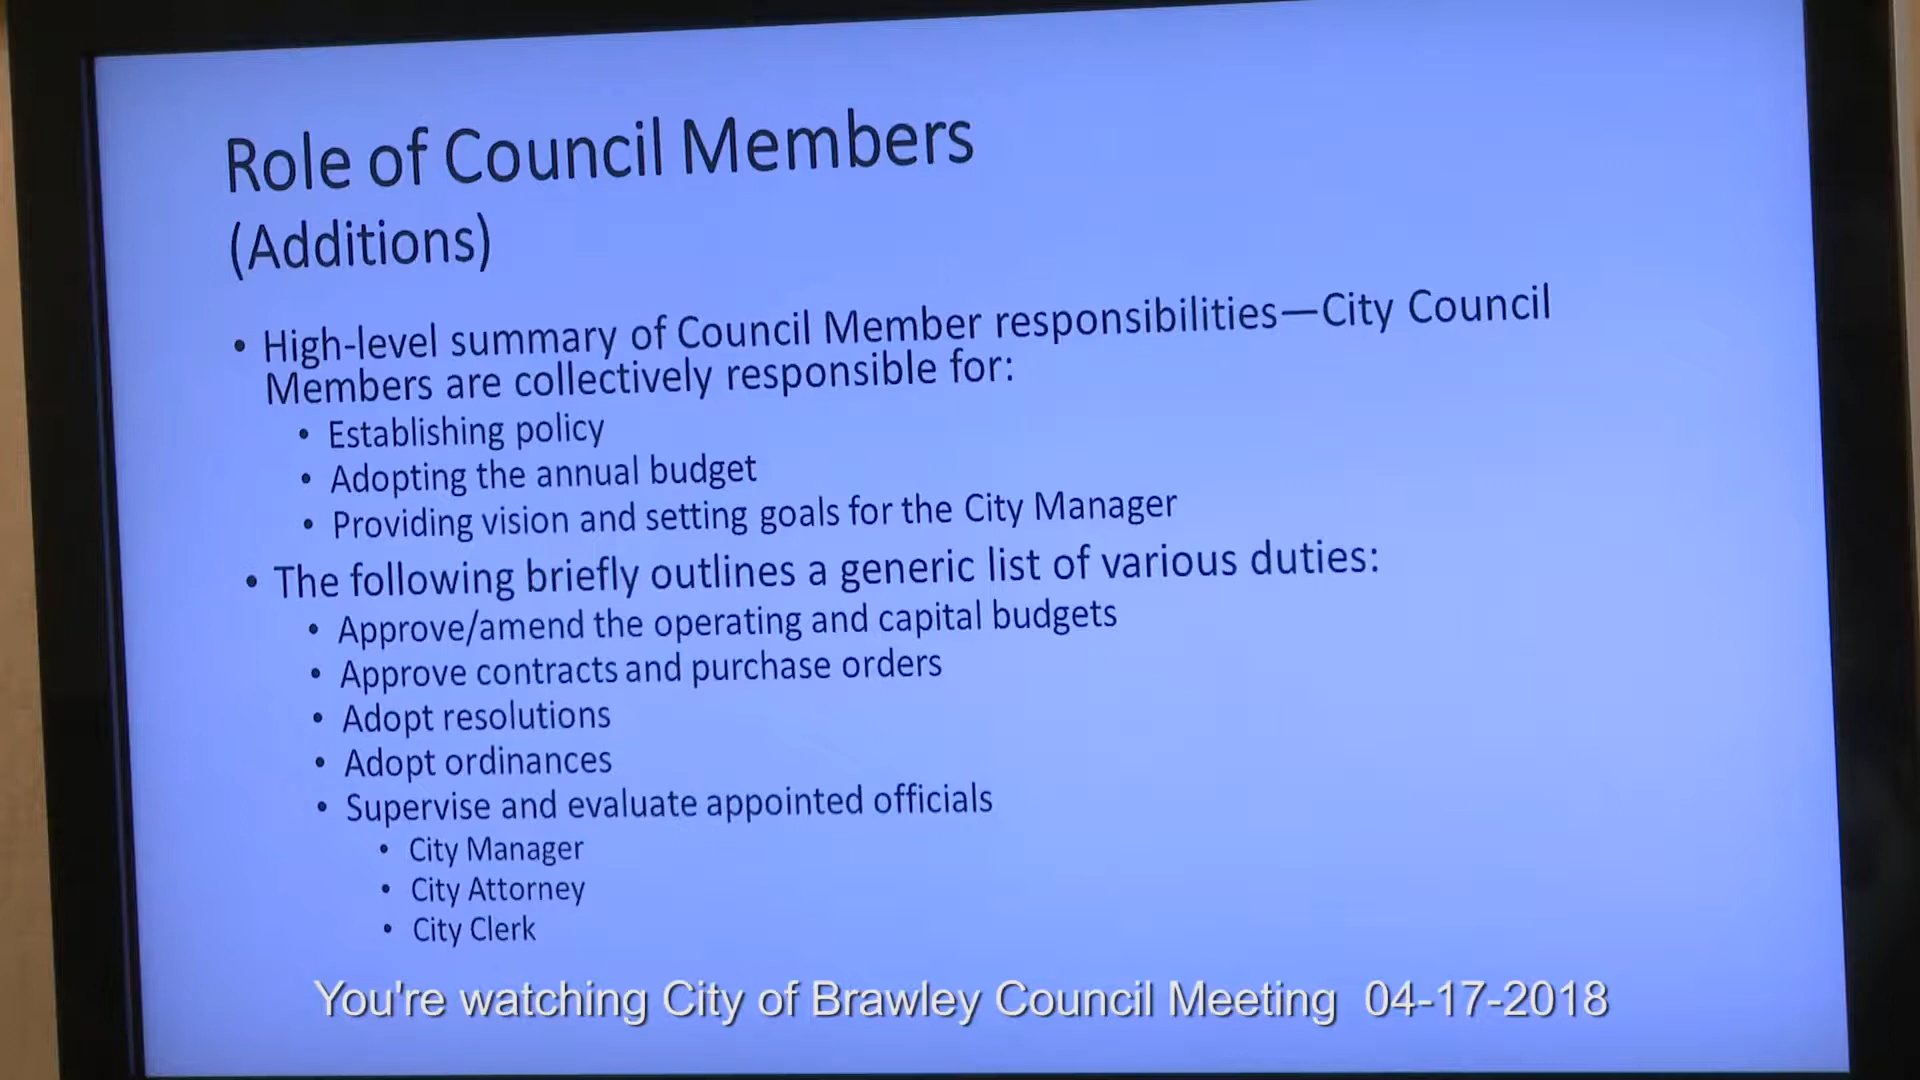 Role of Council Members
(Additions)
• High-level summary of Council Member responsibilities—City Council
Members are collectively responsible for:
• Establishing policy
• Adopting the annual budget
• Providing vision and setting goals for the City Manager
• The following briefly outlines a generic list of various duties:
• Approve/amend the operating and capital budgets
• Approve contracts and purchase orders
• Adopt resolutions
• Adopt ordinances
• Supervise and evaluate appointed officials
• City Manager
• City Attorney
• City Clerk
You're watching City of Brawley Council Meeting 04-17-2018